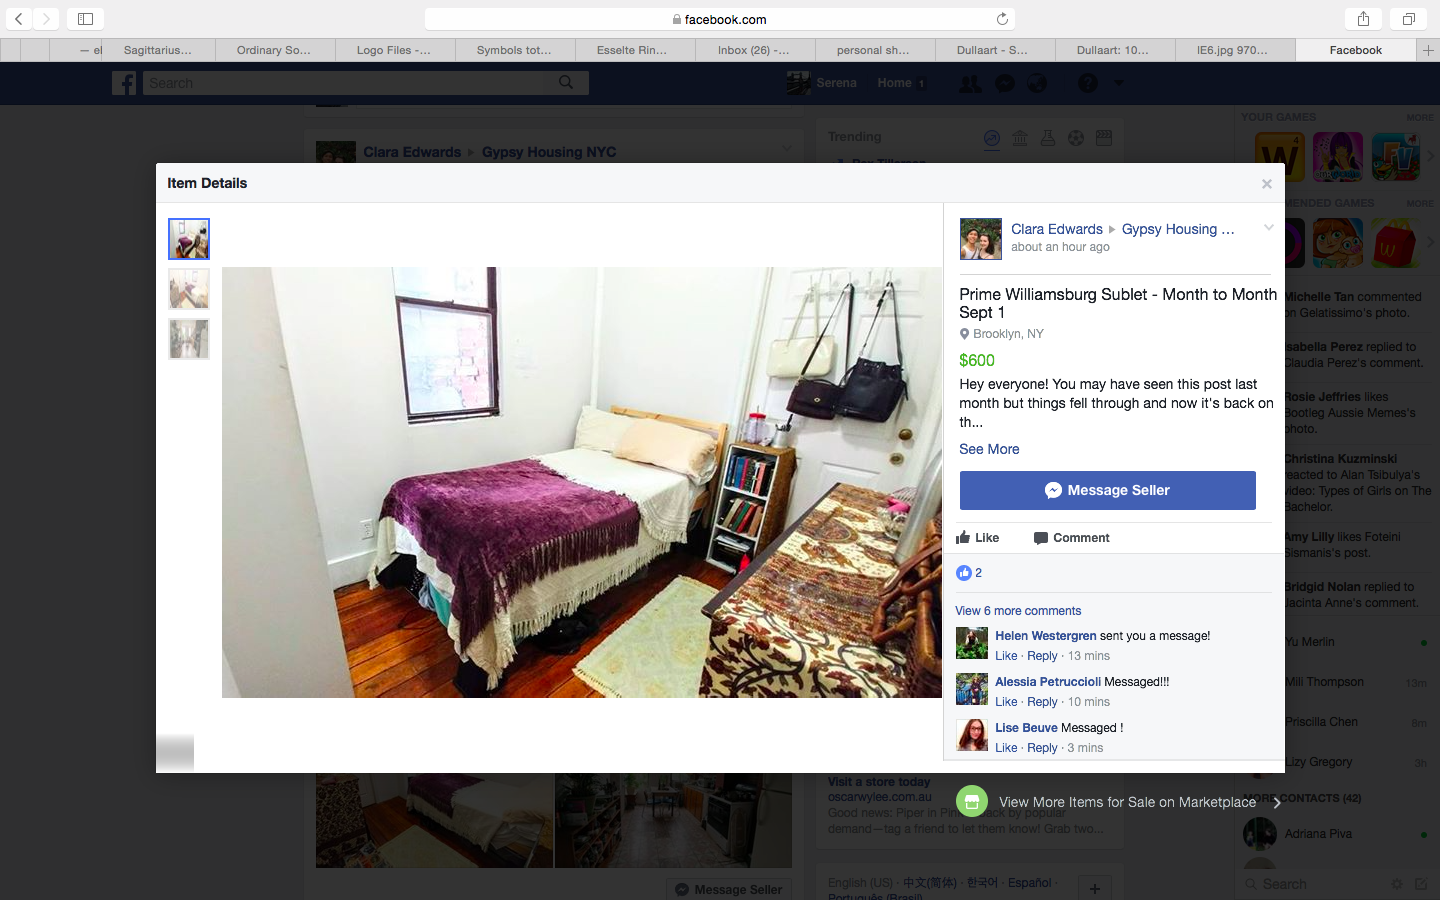 facebook.com
— el
Sagittarius...
Ordinary So...
Logo Files -...
Symbols tot...
Esselte Rin...
Inbox (26) -...
personal sh...
Dullaart - S...
Dullaart: 10...
IE6.jpg 970...
Facebook
Search
Serena
Home 1
Clara Edwards ▸ Gypsy Housing NYC
Trending
YOUR GAMES
MORE
Item Details
Clara Edwards ▸ Gypsy Housing ...
about an hour ago
Prime Williamsburg Sublet - Month to Month
Sept 1
Brooklyn, NY
$600
Hey everyone! You may have seen this post last
month but things fell through and now it's back on
th...
See More
Message Seller
Like
Comment
2
View 6 more comments
Helen Westergren sent you a message!
Like · Reply · 13 mins
Alessia Petruccioli Messaged!!!
Like · Reply · 10 mins
Lise Beuve Messaged !
Like · Reply · 3 mins
View More Items for Sale on Marketplace
MENDED GAMES
MORE
Michelle Tan commented
on Gelatissimo's photo.
Isabella Perez replied to
Claudia Perez's comment.
Rosie Jeffries likes
Bootleg Aussie Memes's
photo.
Christina Kuzminski
reacted to Alan Tsibulya's
video: Types of Girls on The
Bachelor.
Amy Lilly likes Foteini
Sismanis's post.
Bridgid Nolan replied to
Jacinta Anne's comment.
Yu Merlin
Mili Thompson
13m
Priscilla Chen
8m
Lizy Gregory
3h
MORE CONTACTS (42)
Adriana Piva
Search
Visit a store today
oscarwylee.com.au
Good news: Piper in Pink back by popular
demand—tag a friend to let them know! Grab two...
Message Seller
English (US) · 中文(简体) · 한국어 · Español ·
Português (Brasil)